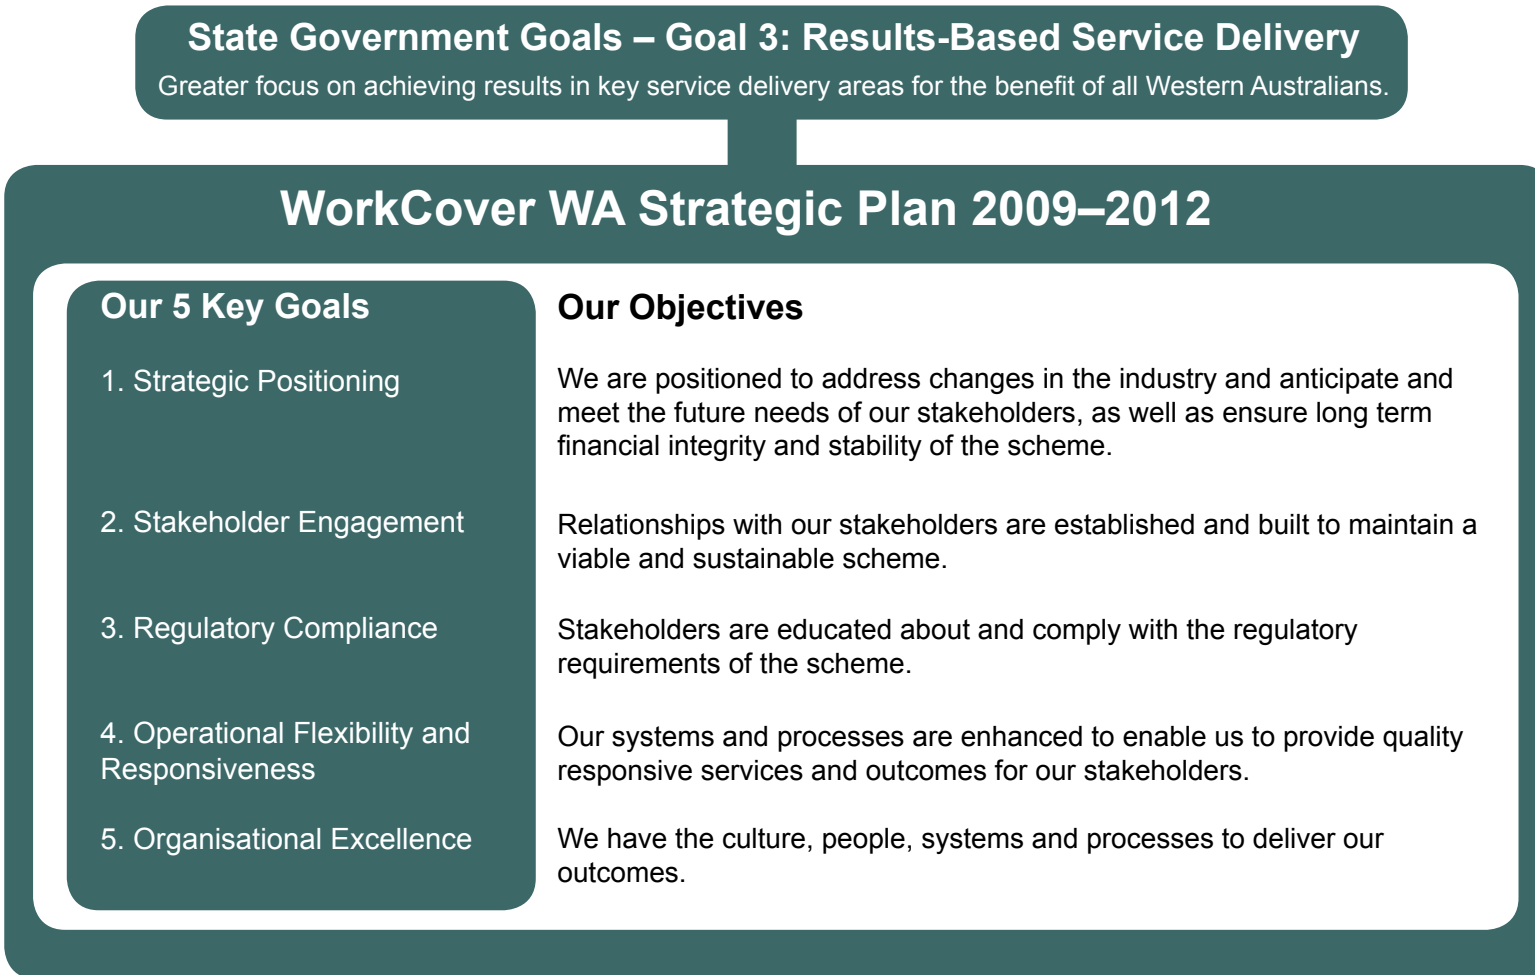 State Government Goals – Goal 3: Results-Based Service Delivery
Greater focus on achieving results in key service delivery areas for the benefit of all Western Australians.
WorkCover WA Strategic Plan 2009–2012
Our 5 Key Goals
Our Objectives
1. Strategic Positioning
We are positioned to address changes in the industry and anticipate and
meet the future needs of our stakeholders, as well as ensure long term
financial integrity and stability of the scheme.
2. Stakeholder Engagement
Relationships with our stakeholders are established and built to maintain a
viable and sustainable scheme.
3. Regulatory Compliance
Stakeholders are educated about and comply with the regulatory
requirements of the scheme.
4. Operational Flexibility and
Responsiveness
Our systems and processes are enhanced to enable us to provide quality
responsive services and outcomes for our stakeholders.
5. Organisational Excellence
We have the culture, people, systems and processes to deliver our
outcomes.